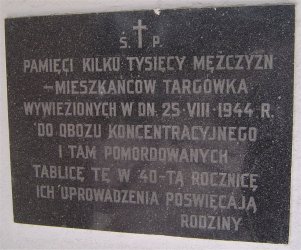 Ś. † P.
PAMIĘCI KILKU TYSIĘCY MĘŻCZYZN
–MIESZKAŃCÓW TARGÓWKA
WYWIEZIONYCH W DN. 25·VIII·1944 R.
DO OBOZU KONCENTRACYJNEGO
I TAM POMORDOWANYCH
TABLICĘ TĘ W 40-TĄ ROCZNICĘ
ICH UPROWADZENIA POŚWIĘCAJĄ
RODZINY